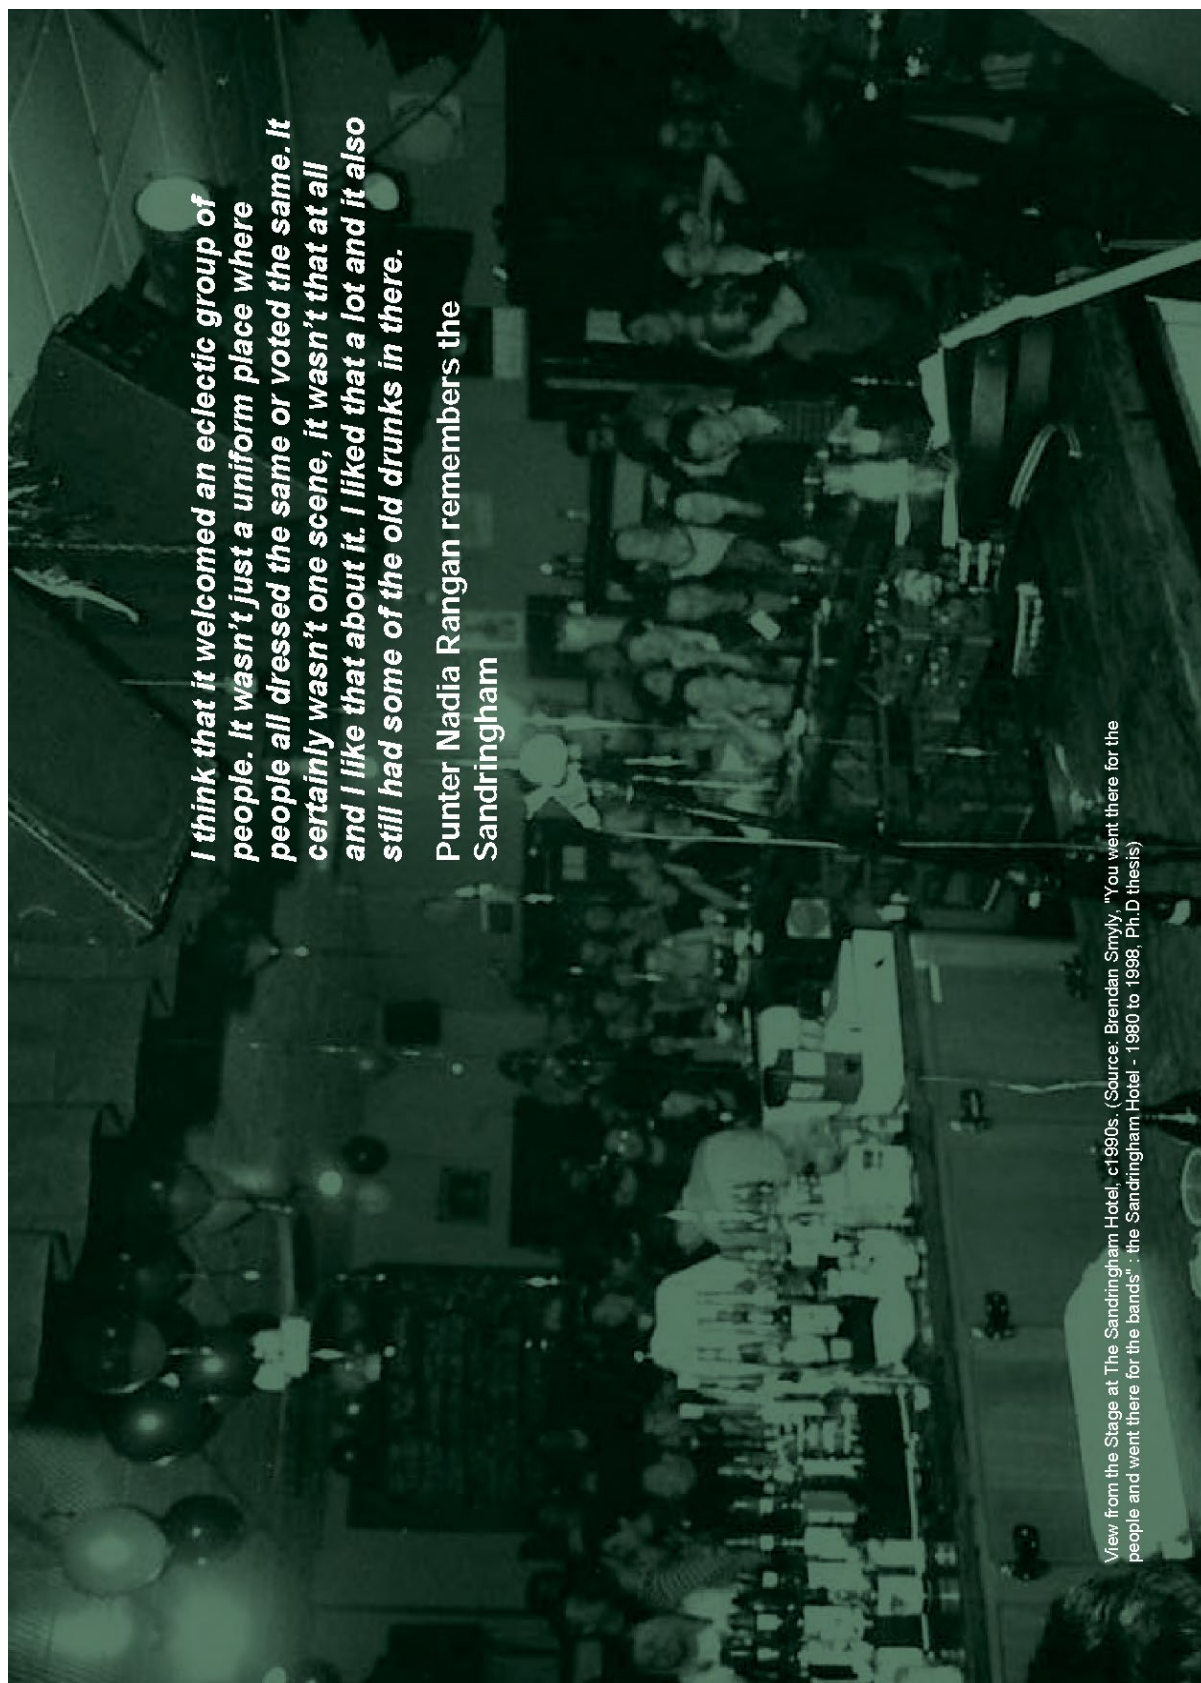 I think that it welcomed an eclectic group of
people. It wasn't just a uniform place where
people all dressed the same or voted the same. It
certainly wasn't one scene, it wasn't that at all
and I like that about it. I liked that a lot and it also
still had some of the old drunks in there.
Punter Nadia Rangan remembers the
Sandringham
View from the Stage at The Sandringham Hotel, c1990s. (Source: Brendan Smyly, "You went there for the
people and went there for the bands" : the Sandringham Hotel - 1980 to 1998, Ph.D thesis)